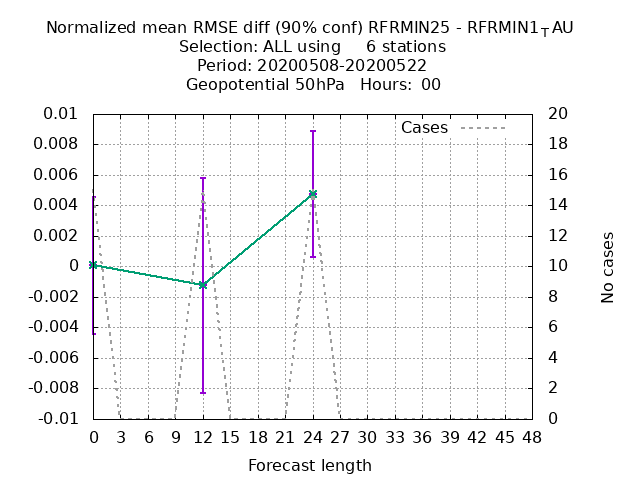 Normalized mean RMSE diff (90% conf) RFRMIN25 - RFRMIN1TAU
Selection: ALL using 6 stations
Period: 20200508-20200522
Geopotential 50hPa Hours: 00
Cases
0.01
0.008
0.006
0.004
0.002
0
-0.002
-0.004
-0.006
-0.008
-0.01
20
18
16
14
12
10
8
6
4
2
0
No cases
0 3 6 9 12 15 18 21 24 27 30 33 36 39 42 45 48
Forecast length